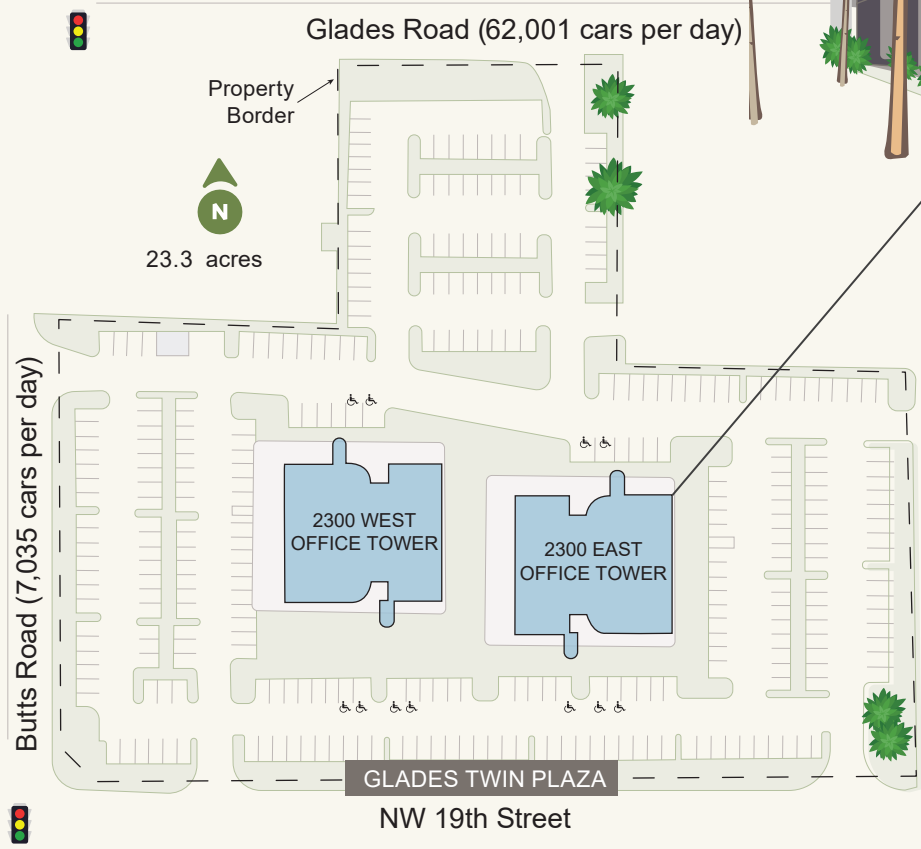 Glades Road (62,001 cars per day)
Property
Border
N
23.3 acres
Butts Road (7,035 cars per day)
2300 WEST
OFFICE TOWER
2300 EAST
OFFICE TOWER
GLADES TWIN PLAZA
NW 19th Street